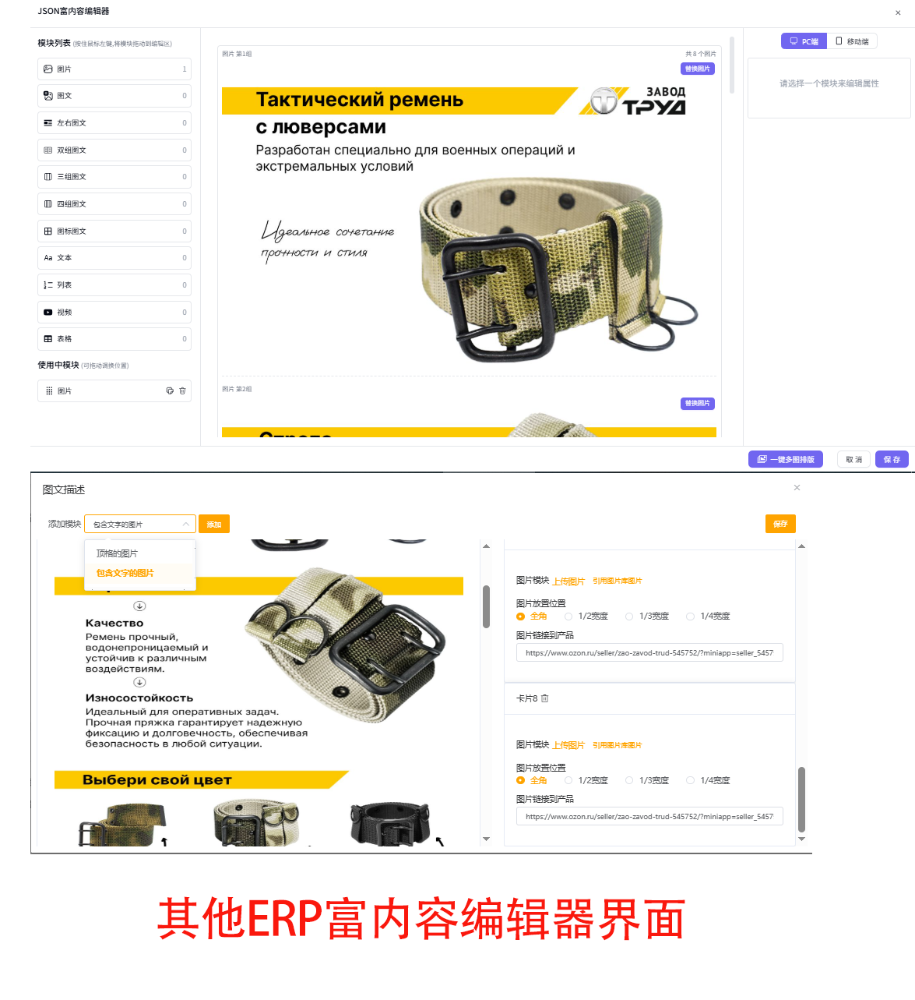 JSON富内容编辑器
×
模块列表 (按住鼠标左键,将模块拖动到编辑区)
图片 1
图文 0
左右图文 0
双组图文 0
三组图文 0
四组图文 0
图标图文 0
Aa 文本 0
列表 0
视频 0
表格 0
使用中模块 (可拖动调换位置)
图片
图片 第1组
共 8 个图片
替换图片
Тактический ремень
с люверсами
ЗАВОД
ТРУД
Разработан специально для военных операций и
экстремальных условий
Идеальное сочетание
прочности и стиля
图片 第2组
替换图片
PC端
移动端
请选择一个模块来编辑属性
一键多图排版
取 消
保 存
图文描述
×
添加模块
包含文字的图片
添加
保存
顶格的图片
包含文字的图片
Качество
Ремень прочный,
водонепроницаемый и
устойчив к различным
воздействиям.
Износостойкость
Идеальный для оперативных задач.
Прочная пряжка гарантирует надежную
фиксацию и долговечность, обеспечивая
безопасность в любой ситуации.
Выбери свой цвет
图片模块 上传图片 引用图片库图片
图片放置位置
全角 1/2宽度 1/3宽度 1/4宽度
图片链接到产品
https://www.ozon.ru/seller/zao-zavod-trud-545752/?miniapp=seller_5457
卡片8
图片模块 上传图片 引用图片库图片
图片放置位置
全角 1/2宽度 1/3宽度 1/4宽度
图片链接到产品
https://www.ozon.ru/seller/zao-zavod-trud-545752/?miniapp=seller_5457
其他ERP富内容编辑器界面